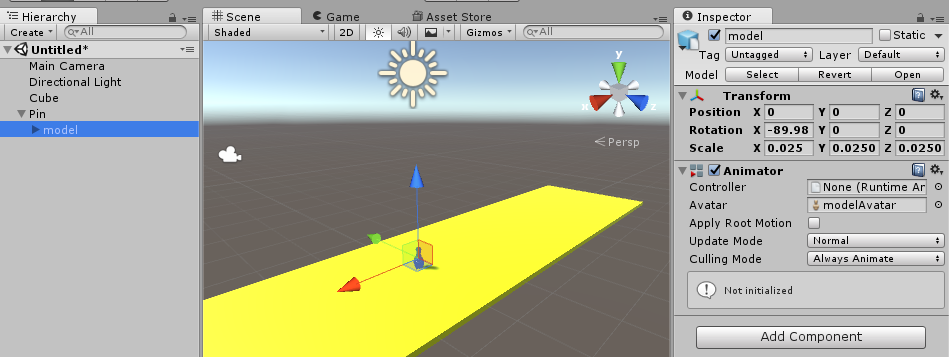 Hierarchy
Create
All
Untitled*
Main Camera
Directional Light
Cube
Pin
model
Scene
Game
Asset Store
Shaded
2D
Gizmos
All
y
x
z
Persp
Inspector
model
Static
Tag Untagged Layer Default
Model Select Revert Open
Transform
Position X 0 Y 0 Z 0
Rotation X -89.98 Y 0 Z 0
Scale X 0.025 Y 0.0250 Z 0.0250
Animator
Controller None (Runtime Ar
Avatar modelAvatar
Apply Root Motion
Update Mode Normal
Culling Mode Always Animate
Not initialized
Add Component